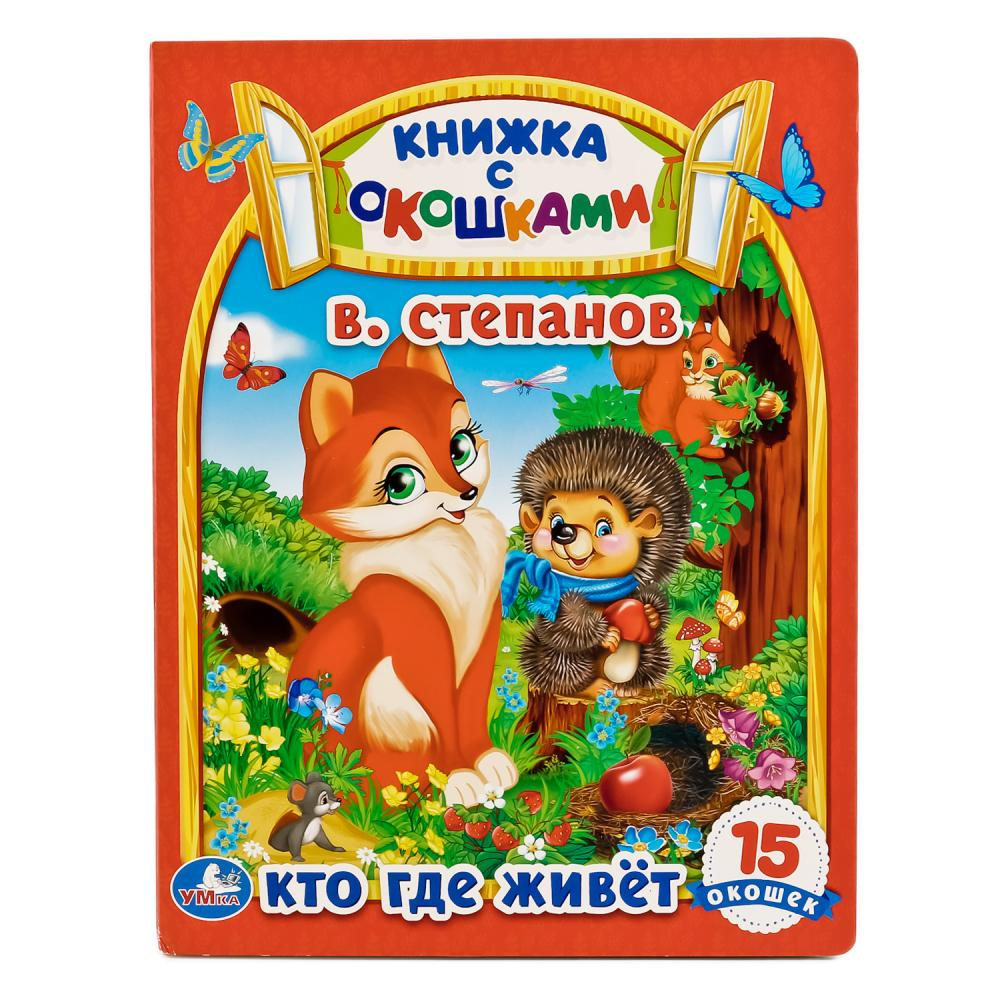 КНИЖКА
С
ОКОШКАМИ
В. СТЕПАНОВ
15
ОКОШЕК
УМКА
КТО ГДЕ ЖИВЁТ